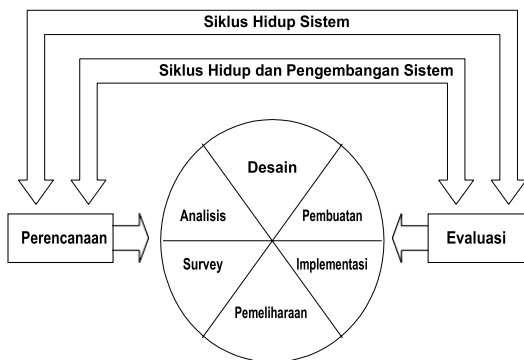 Siklus Hidup Sistem
Siklus Hidup dan Pengembangan Sistem
Desain
Analisis
Pembuatan
Perencanaan
Evaluasi
Survey
Implementasi
Pemeliharaan